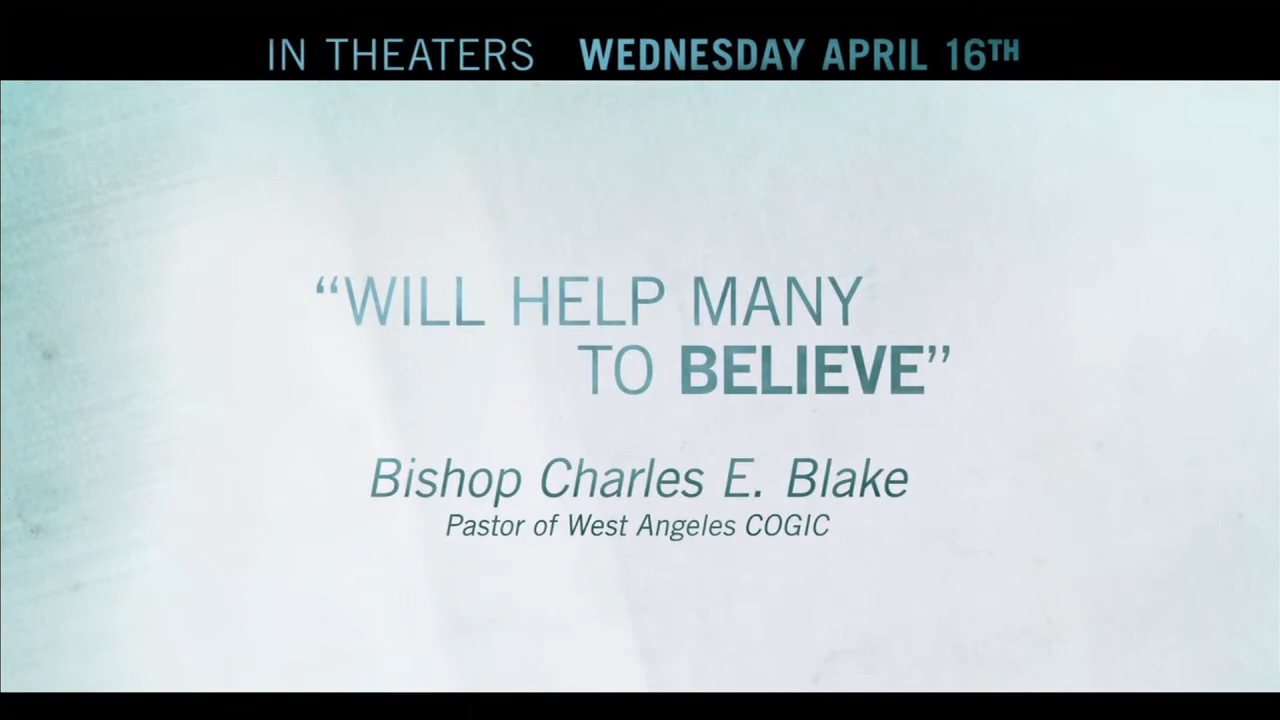 IN THEATERS WEDNESDAY APRIL 16TH
“WILL HELP MANY
TO BELIEVE”
Bishop Charles E. Blake
Pastor of West Angeles COGIC